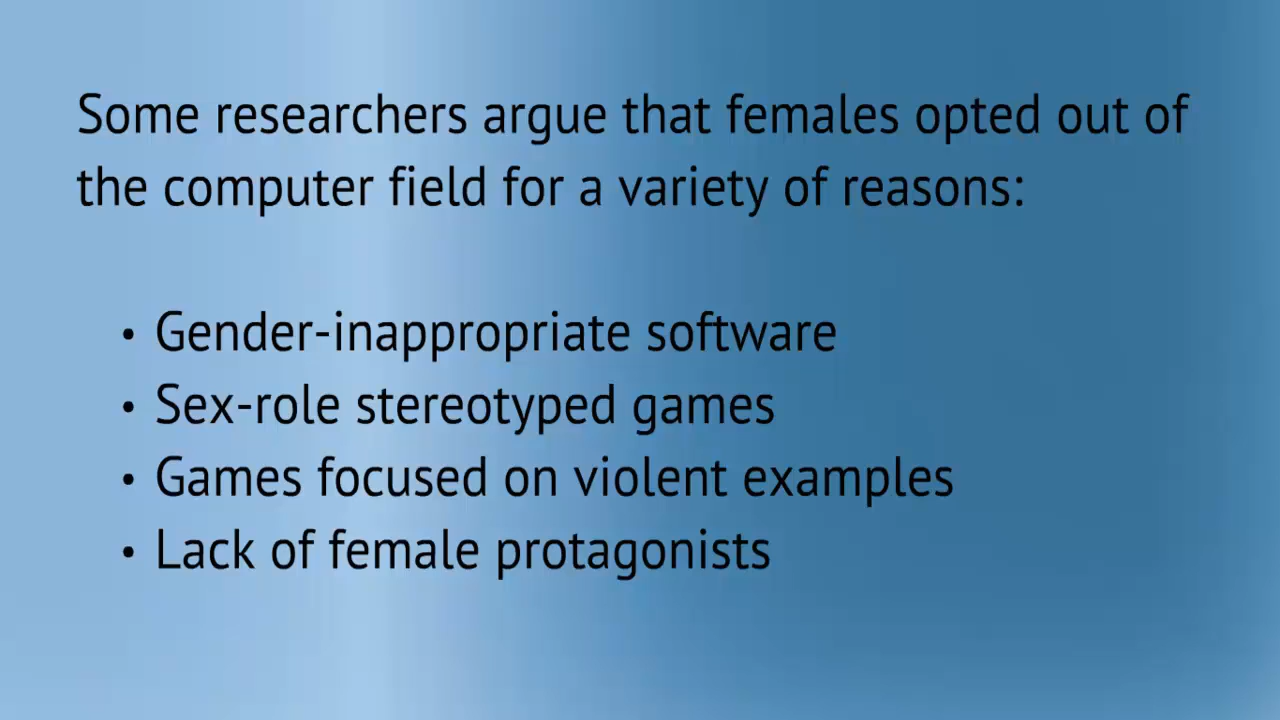 Some researchers argue that females opted out of
the computer field for a variety of reasons:
• Gender-inappropriate software
• Sex-role stereotyped games
• Games focused on violent examples
• Lack of female protagonists